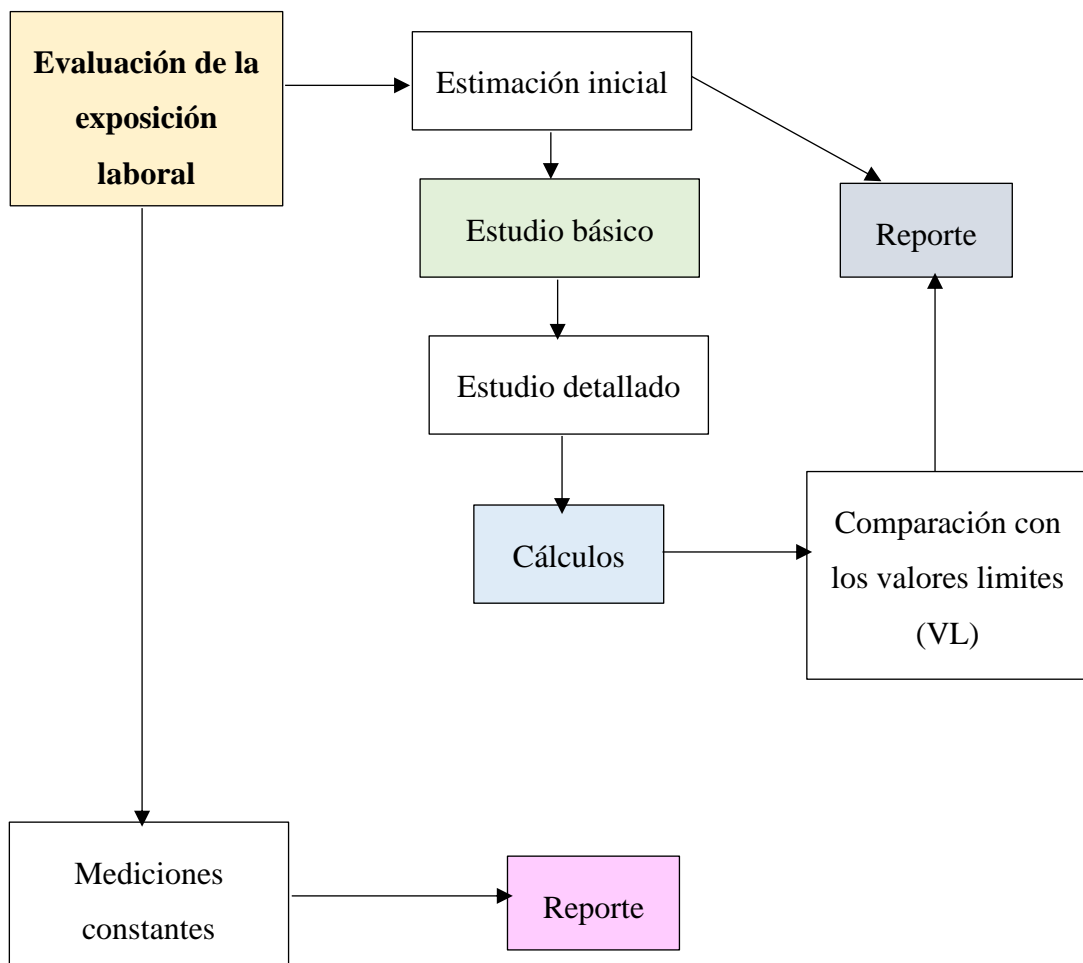 Evaluación de la
exposición
laboral
Estimación inicial
Estudio básico
Reporte
Estudio detallado
Cálculos
Comparación con
los valores limites
(VL)
Mediciones
constantes
Reporte